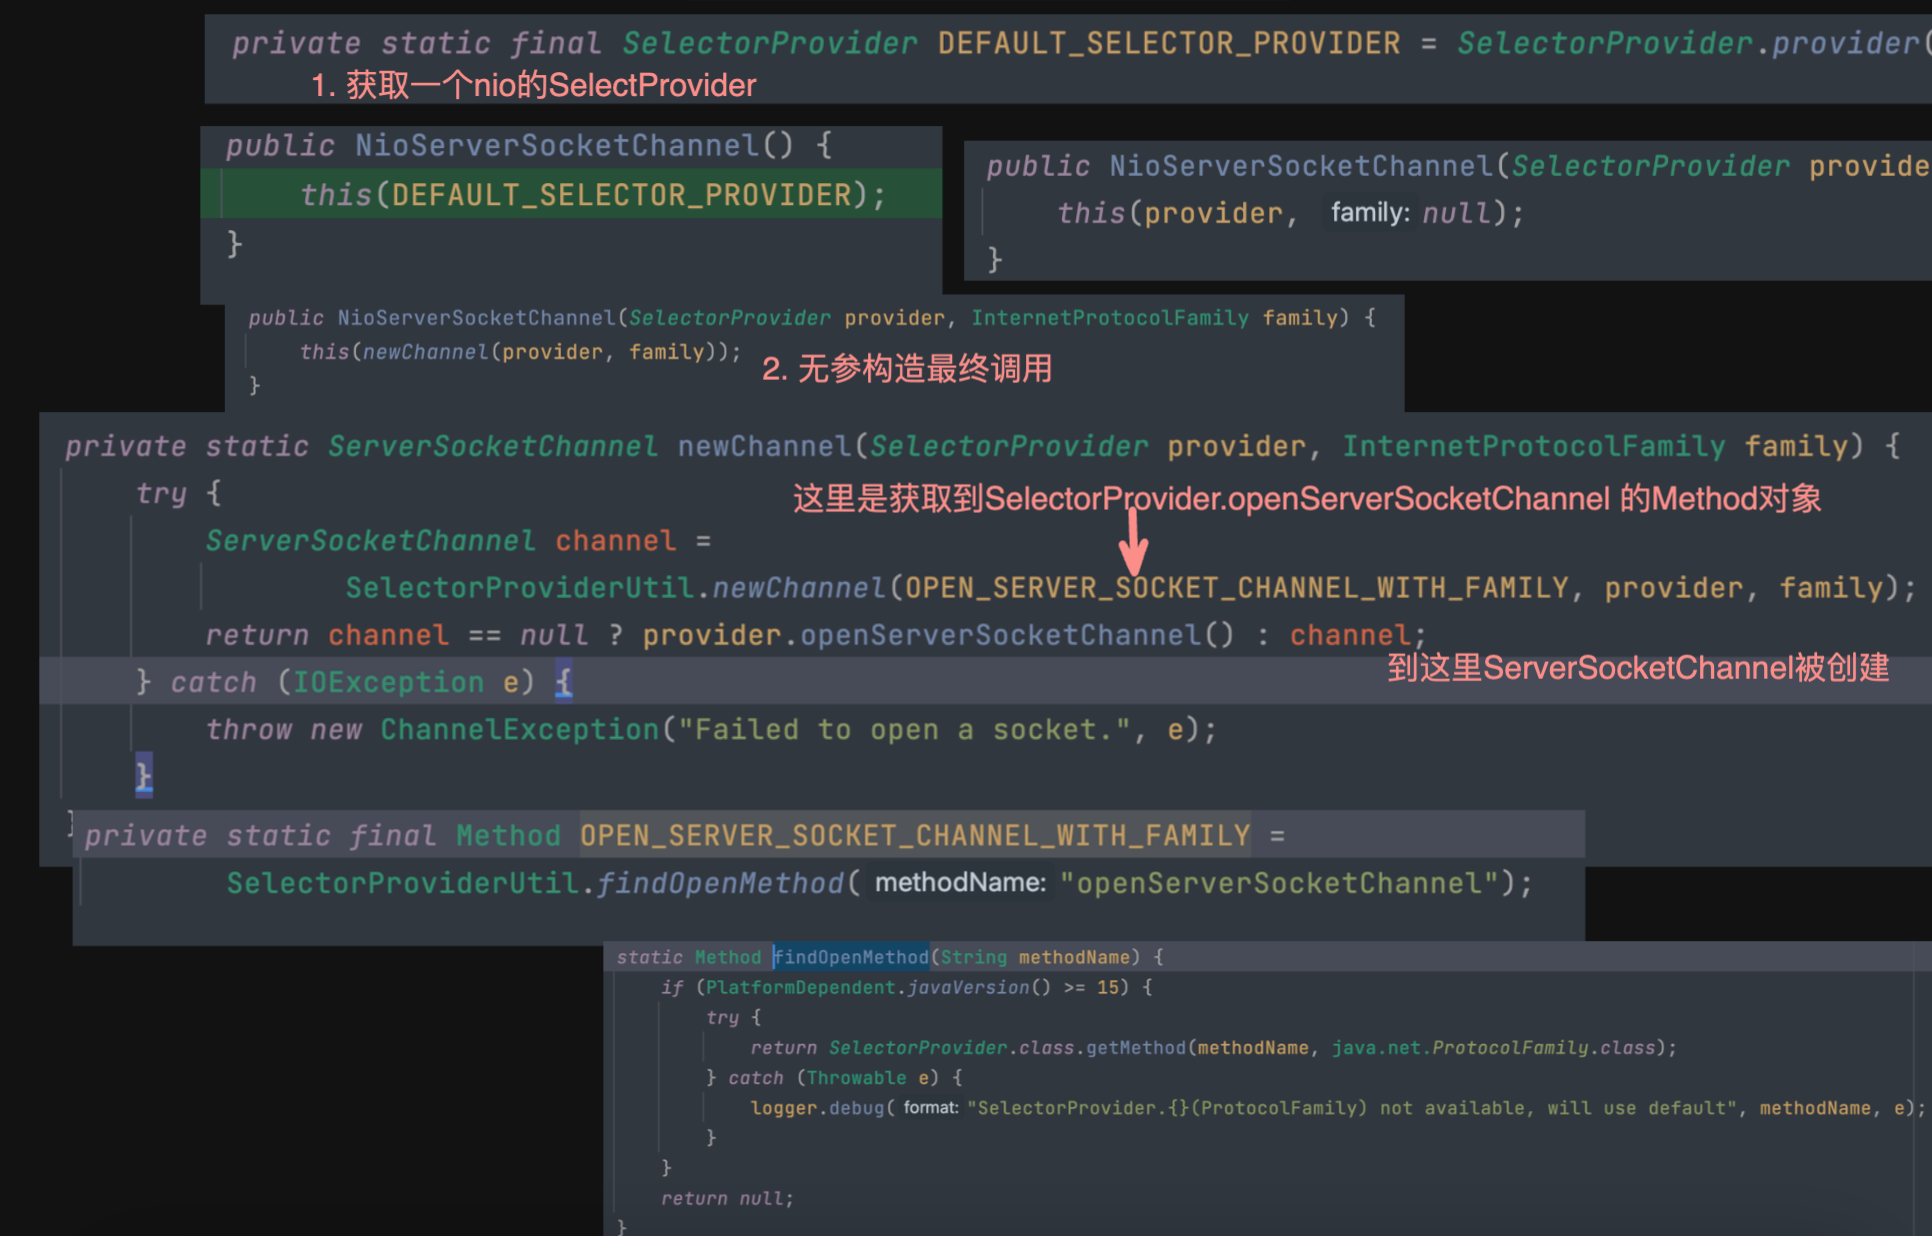 private static final SelectorProvider DEFAULT_SELECTOR_PROVIDER = SelectorProvider.provider(
1. 获取一个nio的SelectProvider
public NioServerSocketChannel() {
this(DEFAULT_SELECTOR_PROVIDER);
}
public NioServerSocketChannel(SelectorProvider provide
this(provider, family: null);
}
public NioServerSocketChannel(SelectorProvider provider, InternetProtocolFamily family) {
this(newChannel(provider, family));
2. 无参构造最终调用
}
private static ServerSocketChannel newChannel(SelectorProvider provider, InternetProtocolFamily family) {
try {
这里是获取到SelectorProvider.openServerSocketChannel 的Method对象
ServerSocketChannel channel =
SelectorProviderUtil.newChannel(OPEN_SERVER_SOCKET_CHANNEL_WITH_FAMILY, provider, family);
return channel == null ? provider.openServerSocketChannel() : channel;
到这里ServerSocketChannel被创建
} catch (IOException e) {
throw new ChannelException("Failed to open a socket.", e);
}
}
private static final Method OPEN_SERVER_SOCKET_CHANNEL_WITH_FAMILY =
SelectorProviderUtil.findOpenMethod( methodName: "openServerSocketChannel");
static Method findOpenMethod(String methodName) {
if (PlatformDependent.javaVersion() >= 15) {
try {
return SelectorProvider.class.getMethod(methodName, java.net.ProtocolFamily.class);
} catch (Throwable e) {
logger.debug( format: "SelectorProvider.{}(ProtocolFamily) not available, will use default", methodName, e);
}
}
return null;
}